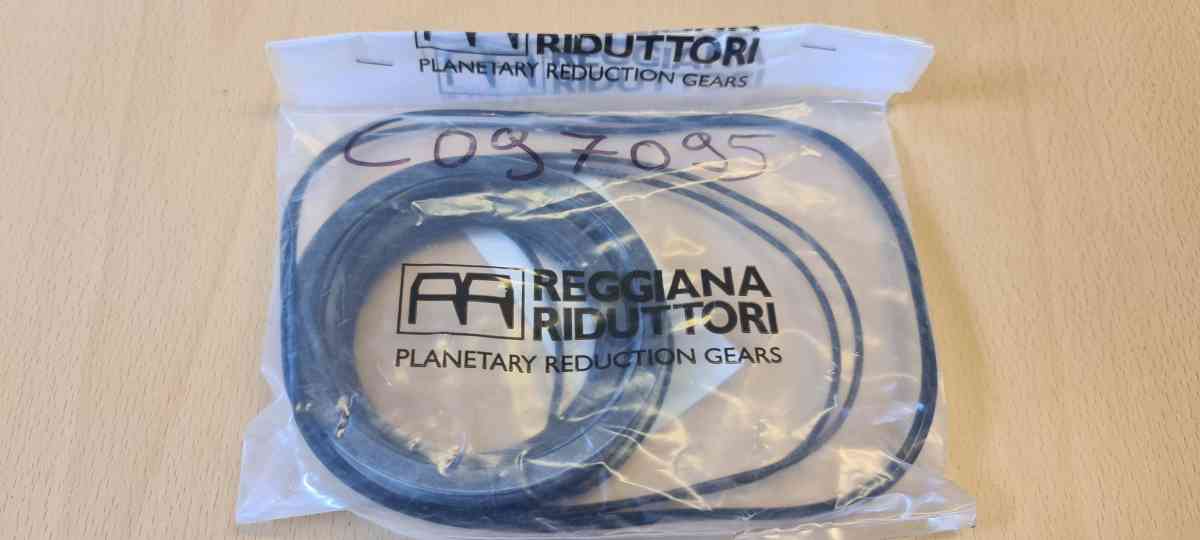 RIDUTTORI
PLANETARY REDUCTION GEARS
C097095
REGGIANA
RIDUTTORI
PLANETARY REDUCTION GEARS